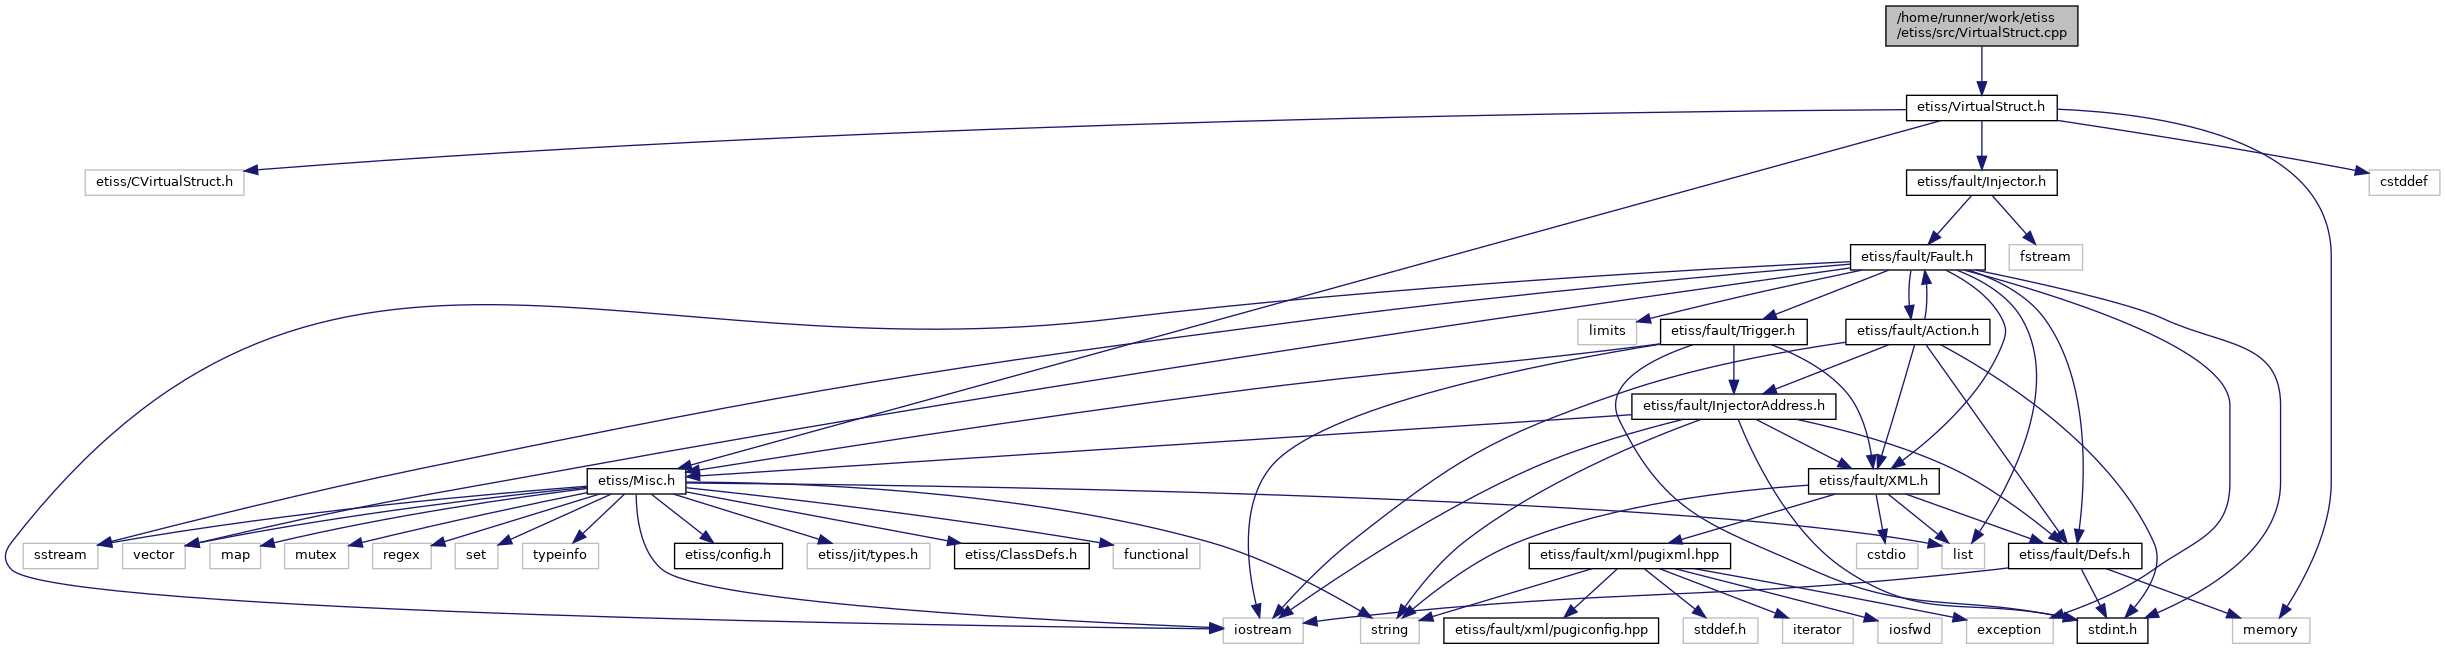 /home/runner/work/etiss
/etiss/src/VirtualStruct.cpp
etiss/VirtualStruct.h
etiss/CVirtualStruct.h
etiss/fault/Injector.h
cstddef
etiss/fault/Fault.h
fstream
limits
etiss/fault/Trigger.h
etiss/fault/Action.h
etiss/fault/InjectorAddress.h
etiss/Misc.h
etiss/fault/XML.h
sstream
vector
map
mutex
regex
set
typeinfo
etiss/config.h
etiss/jit/types.h
etiss/ClassDefs.h
functional
etiss/fault/xml/pugixml.hpp
cstdio
list
etiss/fault/Defs.h
iostream
string
etiss/fault/xml/pugiconfig.hpp
stddef.h
iterator
iosfwd
exception
stdint.h
memory